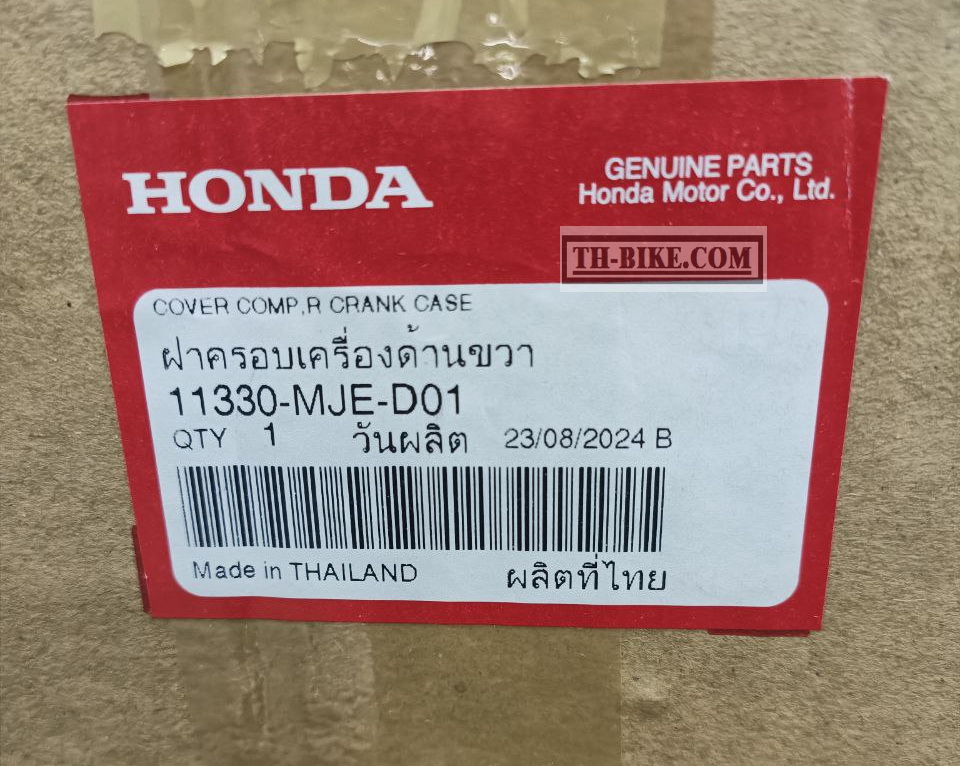 HONDA
GENUINE PARTS
Honda Motor Co., Ltd.
TH-BIKE.COM
COVER COMP,R CRANK CASE
ฝาครอบเครื่องด้านขวา
11330-MJE-D01
QTY 1 วันผลิต 23/08/2024 B
Made in THAILAND ผลิตที่ไทย